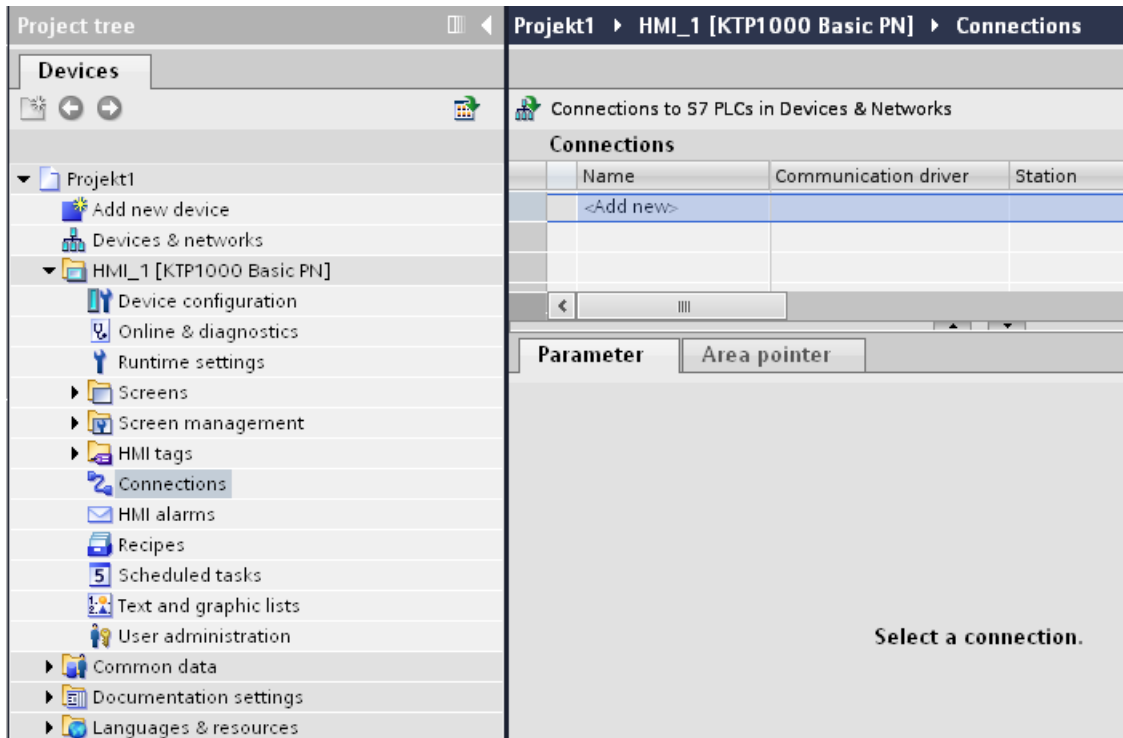 Project tree
Projekt1 ▸ HMI_1 [KTP1000 Basic PN] ▸ Connections
Devices
Connections to S7 PLCs in Devices & Networks
Connections
Name Communication driver Station
<Add new>
Parameter Area pointer
Select a connection.
Projekt1
Add new device
Devices & networks
HMI_1 [KTP1000 Basic PN]
Device configuration
Online & diagnostics
Runtime settings
Screens
Screen management
HMI tags
Connections
HMI alarms
Recipes
Scheduled tasks
Text and graphic lists
User administration
Common data
Documentation settings
Languages & resources